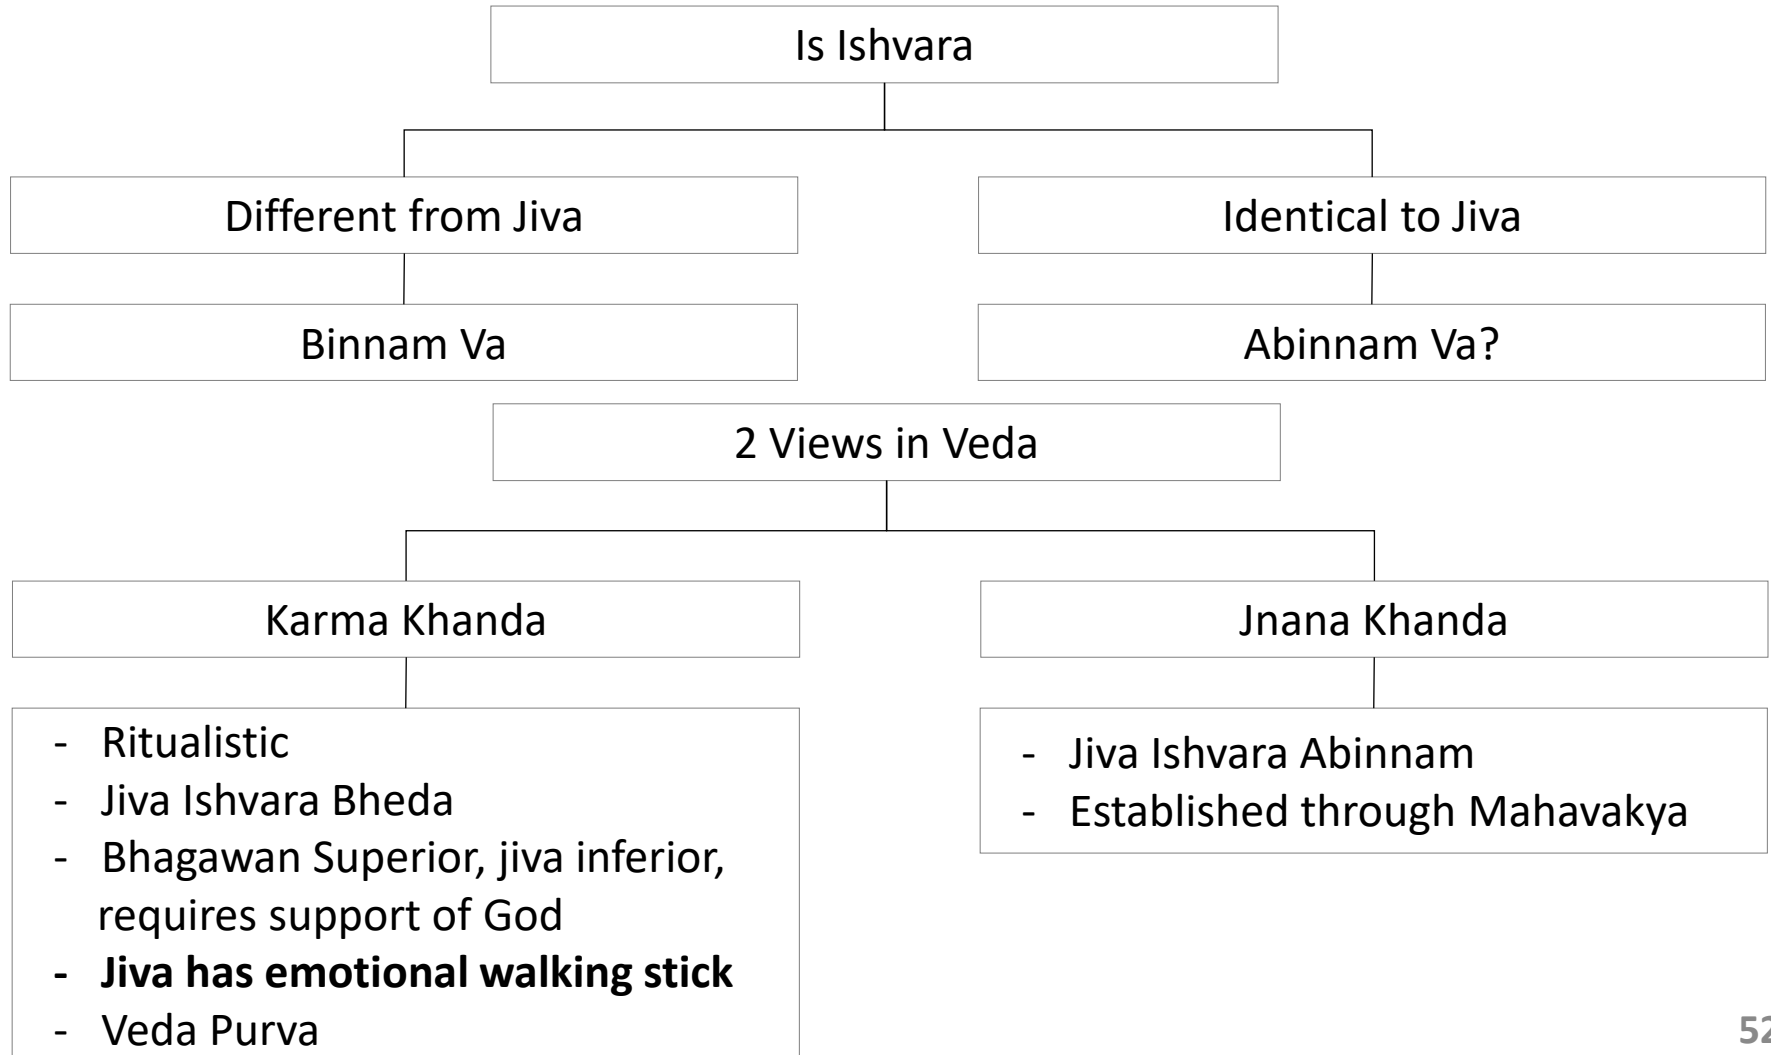 Is Ishvara
Different from Jiva
Identical to Jiva
Binnam Va
Abinnam Va?
2 Views in Veda
Karma Khanda
Jnana Khanda
- Ritualistic
- Jiva Ishvara Bheda
- Bhagawan Superior, jiva inferior,
requires support of God
- Jiva has emotional walking stick
- Veda Purva
- Jiva Ishvara Abinnam
- Established through Mahavakya